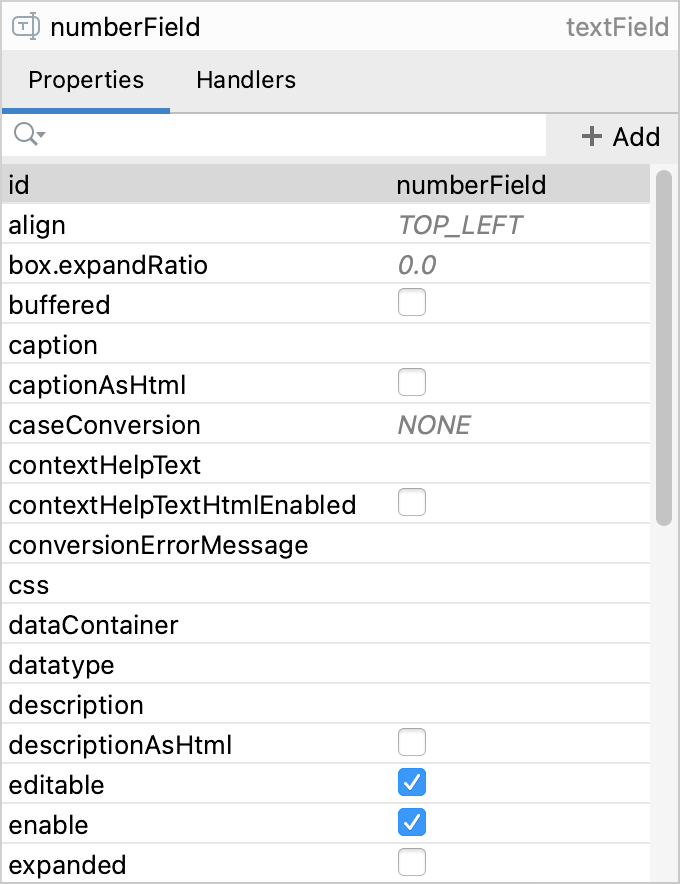 numberField textField
Properties Handlers
Add
id numberField
align TOP_LEFT
box.expandRatio 0.0
buffered
caption
captionAsHtml
caseConversion NONE
contextHelpText
contextHelpTextHtmlEnabled
conversionErrorMessage
css
dataContainer
datatype
description
descriptionAsHtml
editable
enable
expanded